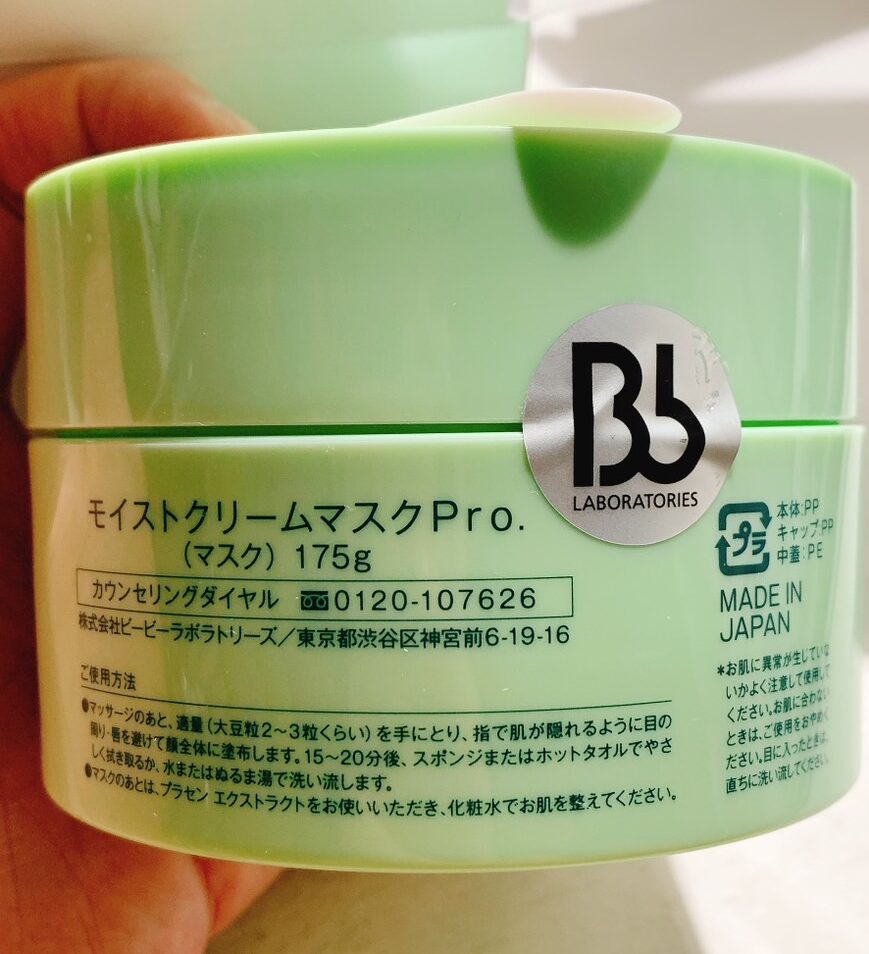 Bb
LABORATORIES
モイストクリームマスクPro.
(マスク) 175g
カウンセリングダイヤル 0120-107626
株式会社ビービーラボラトリーズ/東京都渋谷区神宮前6-19-16
ご使用方法
●マッサージのあと、適量(大豆粒2〜3粒くらい)を手にとり、指で肌が隠れるように目の
周り・唇を避けて顔全体に塗布します。15〜20分後、スポンジまたはホットタオルでやさ
しく拭き取るか、水またはぬるま湯で洗い流します。
●マスクのあとは、プラセン エクストラクトをお使いいただき、化粧水でお肌を整えてください。
プラ
本体:PP
キャップ:PP
中蓋:PE
MADE IN
JAPAN
*お肌に異常が生じていな
いかよく注意して使用して
ください。お肌に合わない
ときは、ご使用をおやめく
ださい。目に入ったときは、
直ちに洗い流してください。